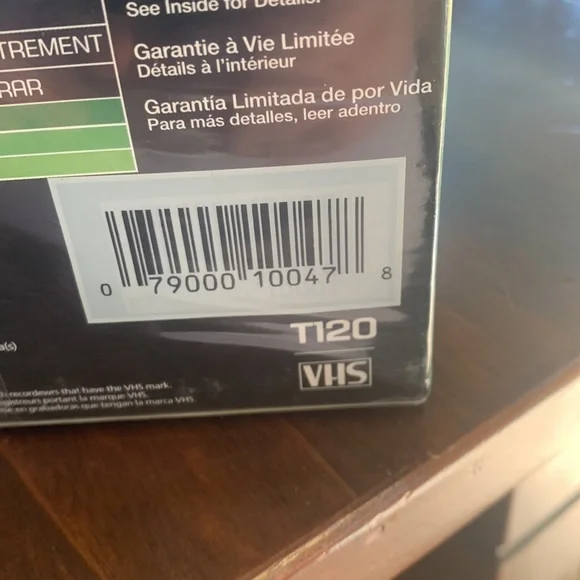 See Inside for Details.
TREMENT
Garantie à Vie Limitée
Détails à l'intérieur
RAR
Garantía Limitada de por Vida
Para más detalles, leer adentro
0 79000 10047 8
T120
VHS
a(s)
recorders that have the VHS mark.
registreurs portant la marque VHS.
en grabadoras que tengan la marca VHS